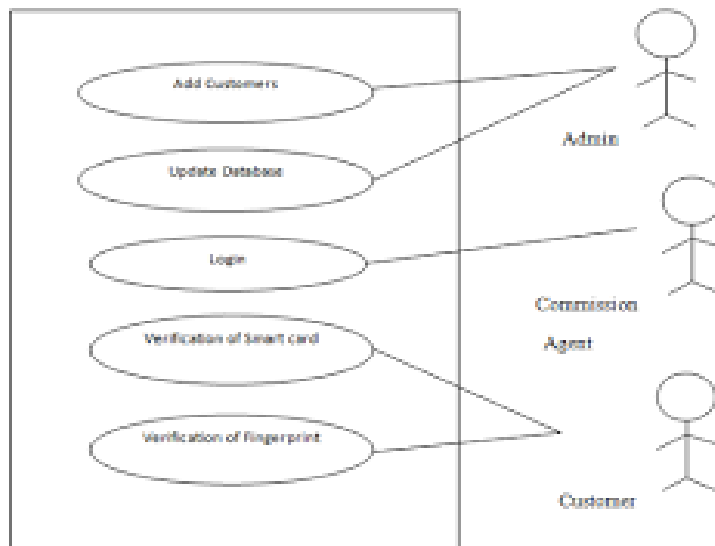 Add Customers
Admin
Update Database
Login
Commission
Agent
Verification of Smart card
Verification of Fingerprint
Customer